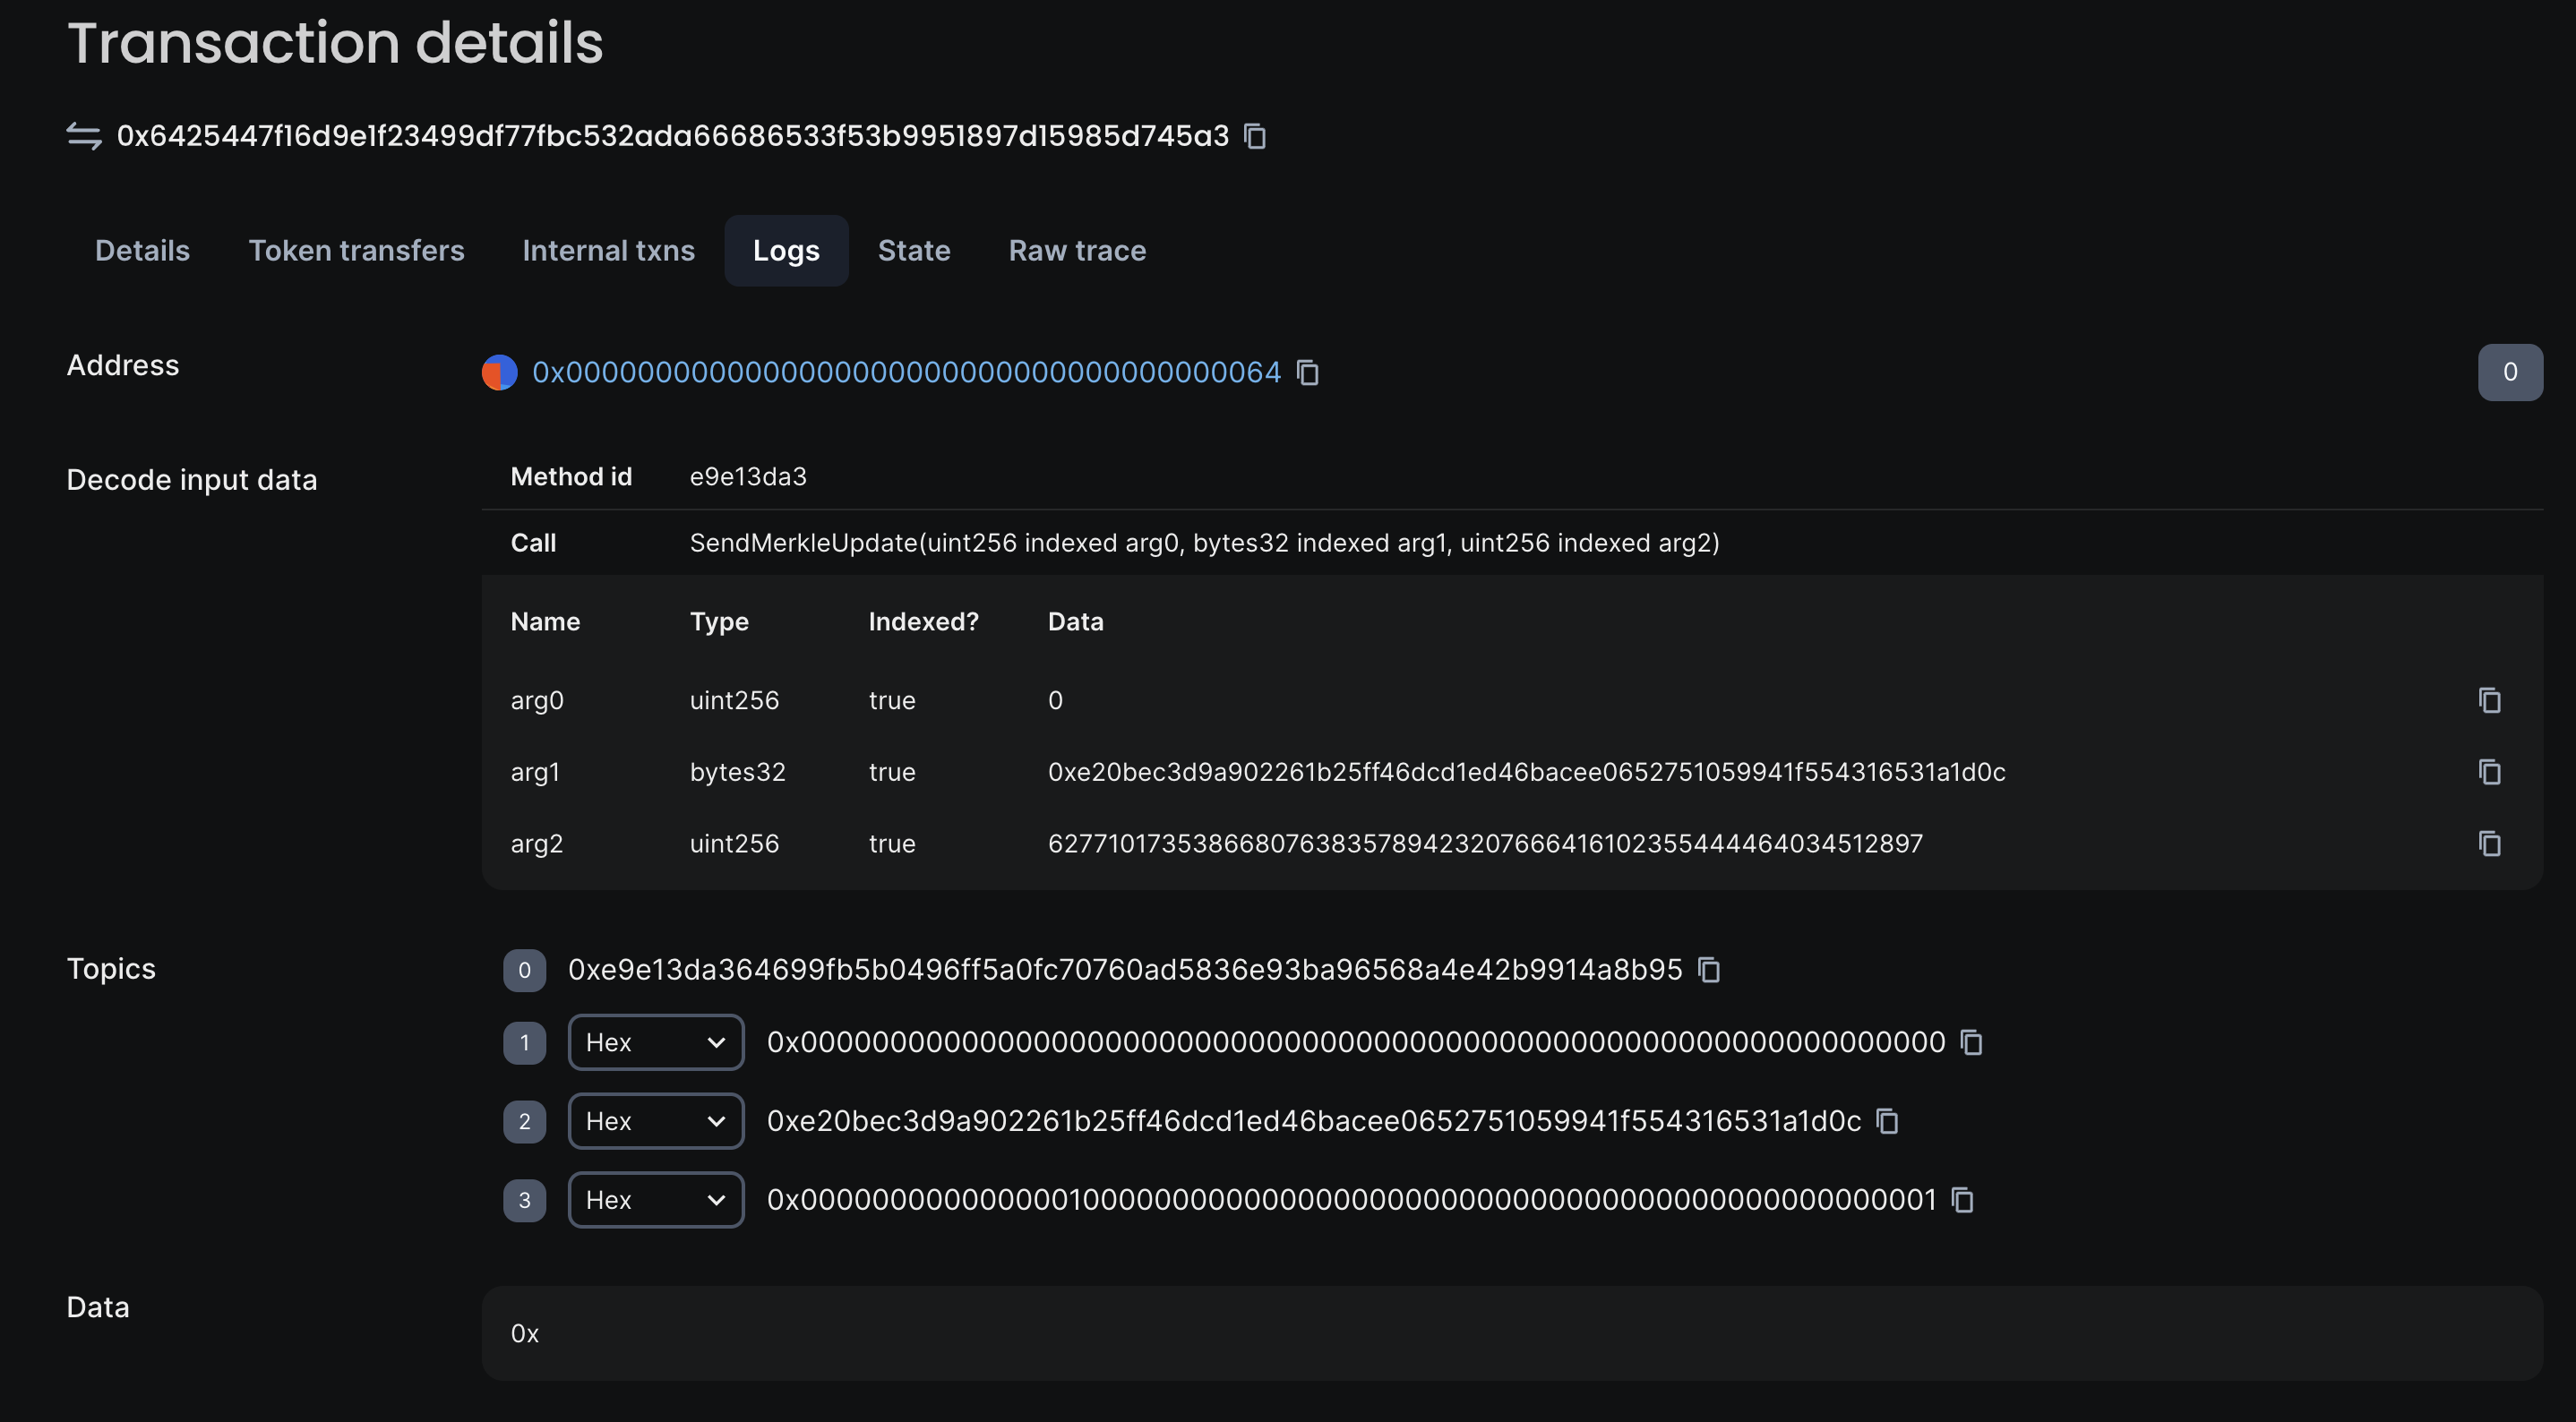 Transaction details
0x6425447f16d9e1f23499df77fbc532ada66686533f53b9951897d15985d745a3
Details Token transfers Internal txns Logs State Raw trace
Address 0x0000000000000000000000000000000000000064 0
Decode input data Method id e9e13da3
Call SendMerkleUpdate(uint256 indexed arg0, bytes32 indexed arg1, uint256 indexed arg2)
Name Type Indexed? Data
arg0 uint256 true 0
arg1 bytes32 true 0xe20bec3d9a902261b25ff46dcd1ed46bacee0652751059941f554316531a1d0c
arg2 uint256 true 6277101735386680763835789423207666416102355444464034512897
Topics 0 0xe9e13da364699fb5b0496ff5a0fc70760ad5836e93ba96568a4e42b9914a8b95
1 Hex 0x0000000000000000000000000000000000000000000000000000000000000000
2 Hex 0xe20bec3d9a902261b25ff46dcd1ed46bacee0652751059941f554316531a1d0c
3 Hex 0x0000000000000001000000000000000000000000000000000000000000000001
Data
0x